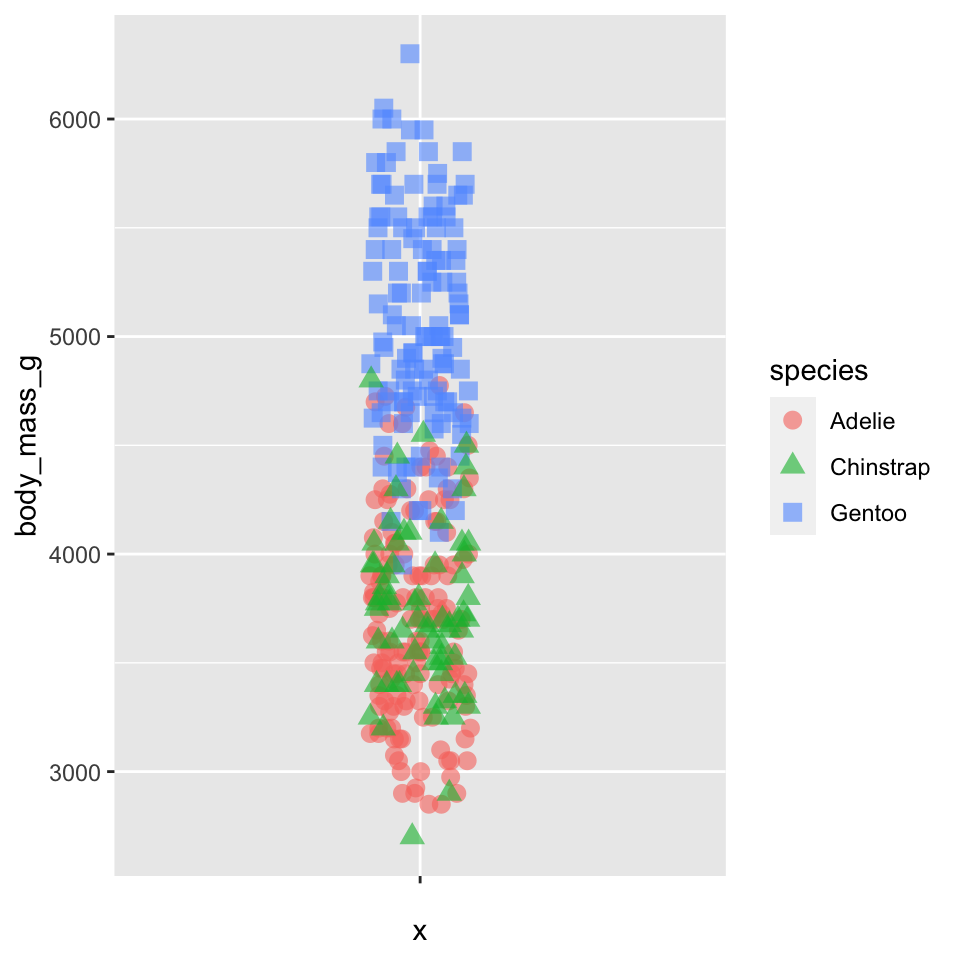 body_mass_g
6000
5000
4000
3000
x
species
Adelie
Chinstrap
Gentoo